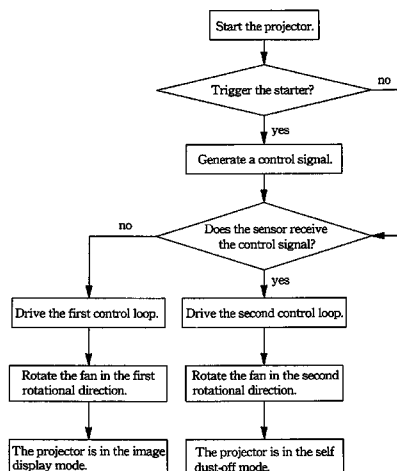 Start the projector.
Trigger the starter?
no
yes
Generate a control signal.
no
Does the sensor receive
the control signal?
yes
Drive the first control loop.
Drive the second control loop.
Rotate the fan in the first
rotational direction.
Rotate the fan in the second
rotational direction.
The projector is in the image
display mode.
The projector is in the self
dust-off mode.